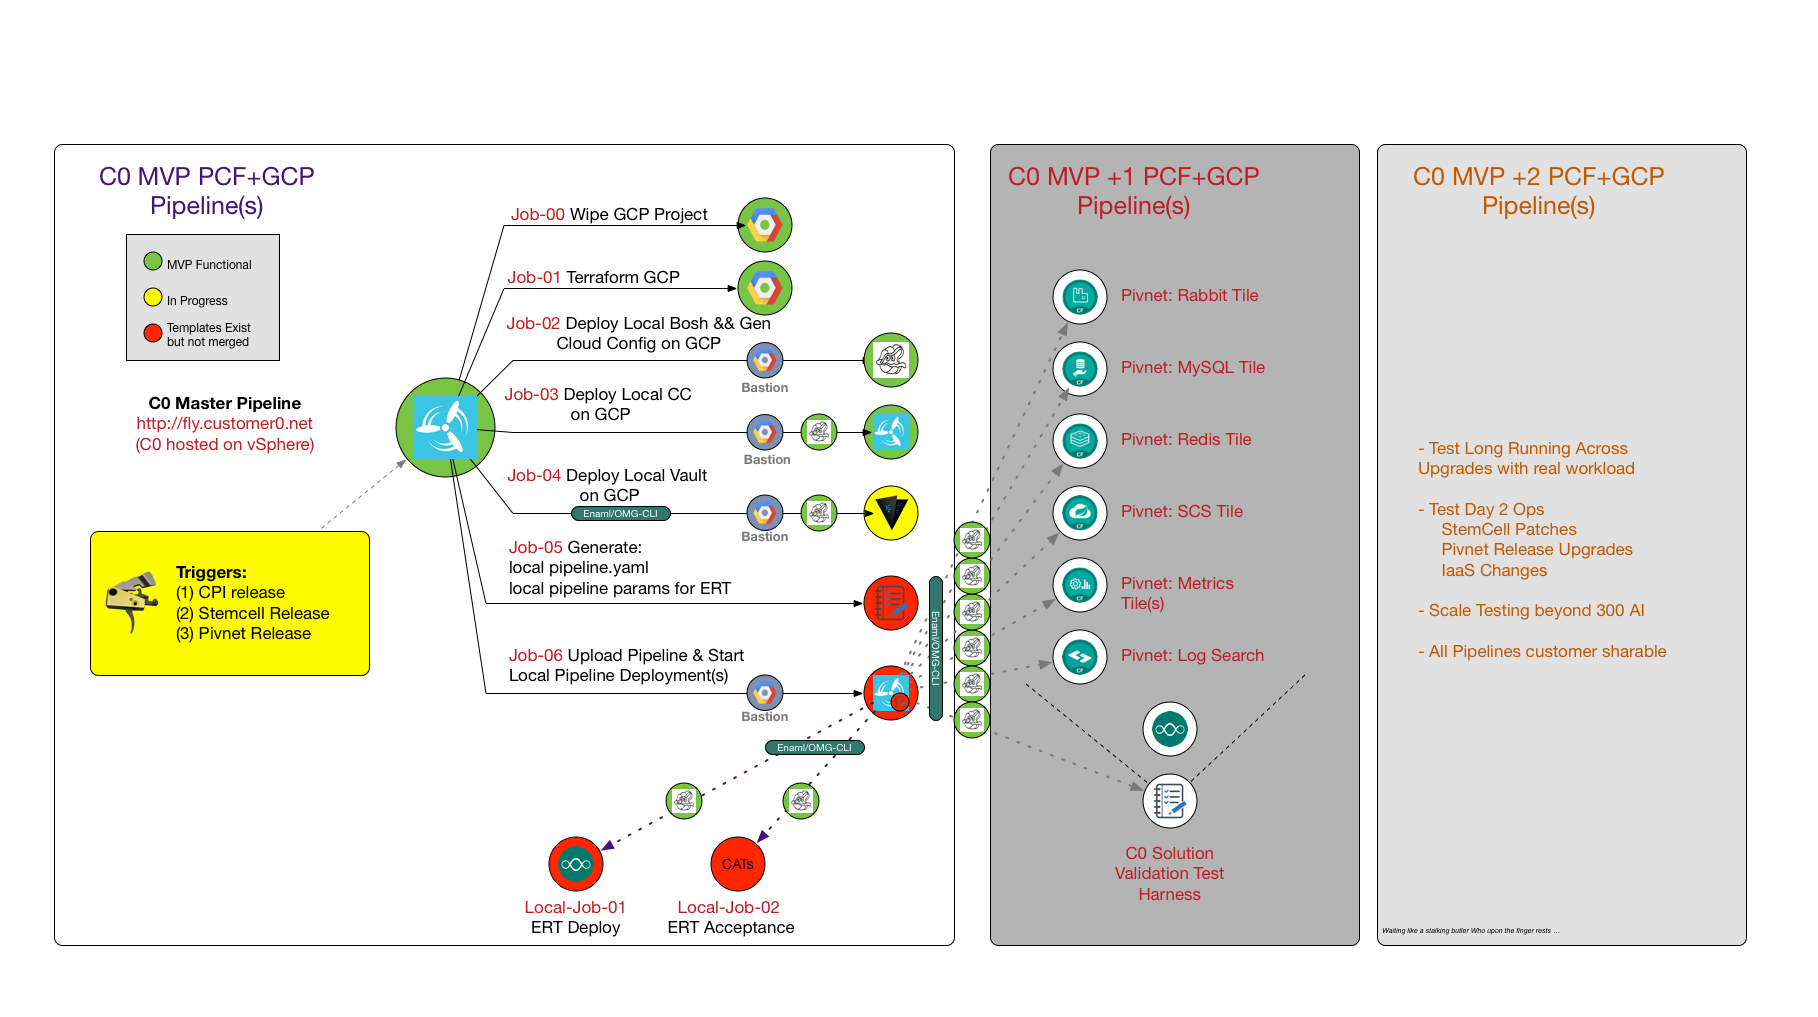 C0 MVP PCF+GCP
Pipeline(s)
MVP Functional
In Progress
Templates Exist
but not merged
C0 Master Pipeline
http://fly.customer0.net
(C0 hosted on vSphere)
Triggers:
(1) CPI release
(2) Stemcell Release
(3) Pivnet Release
Job-00 Wipe GCP Project
Job-01 Terraform GCP
Job-02 Deploy Local Bosh && Gen
Cloud Config on GCP
Bastion
Job-03 Deploy Local CC
on GCP
Bastion
Job-04 Deploy Local Vault
on GCP
Enaml/OMG-CLI
Bastion
Job-05 Generate:
local pipeline.yaml
local pipeline params for ERT
Job-06 Upload Pipeline & Start
Local Pipeline Deployment(s)
Bastion
Enaml/OMG-CLI
Enaml/OMG-CLI
CATs
Local-Job-01
ERT Deploy
Local-Job-02
ERT Acceptance
C0 MVP +1 PCF+GCP
Pipeline(s)
CF
Pivnet: Rabbit Tile
CF
Pivnet: MySQL Tile
CF
Pivnet: Redis Tile
CF
Pivnet: SCS Tile
CF
Pivnet: Metrics
Tile(s)
CF
Pivnet: Log Search
C0 Solution
Validation Test
Harness
C0 MVP +2 PCF+GCP
Pipeline(s)
- Test Long Running Across
Upgrades with real workload
- Test Day 2 Ops
StemCell Patches
Pivnet Release Upgrades
IaaS Changes
- Scale Testing beyond 300 AI
- All Pipelines customer sharable
Waiting like a stalking butler Who upon the finger rests ...